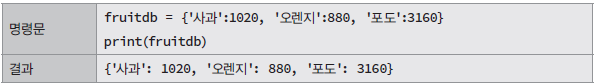 명령문
fruitdb = {'사과':1020, '오렌지':880, '포도':3160}
print(fruitdb)
결과
{'사과': 1020, '오렌지': 880, '포도': 3160}